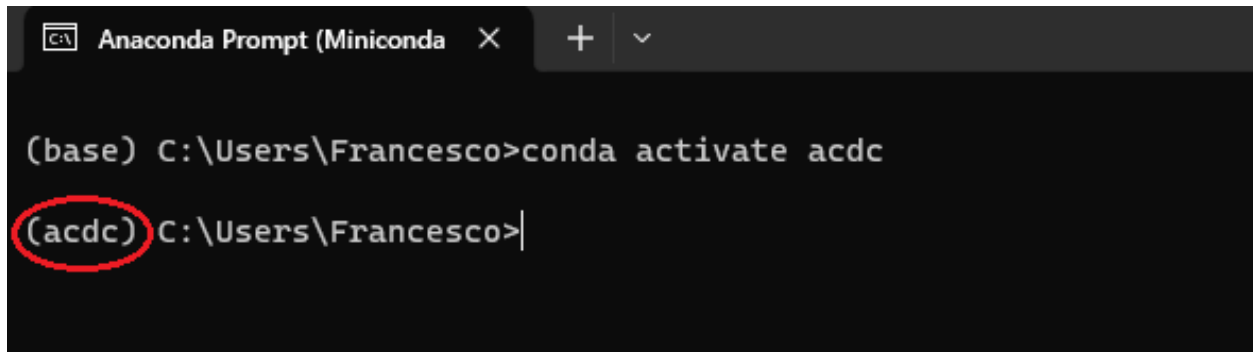 Anaconda Prompt (Miniconda
(base) C:\Users\Francesco>conda activate acdc
(acdc) C:\Users\Francesco>